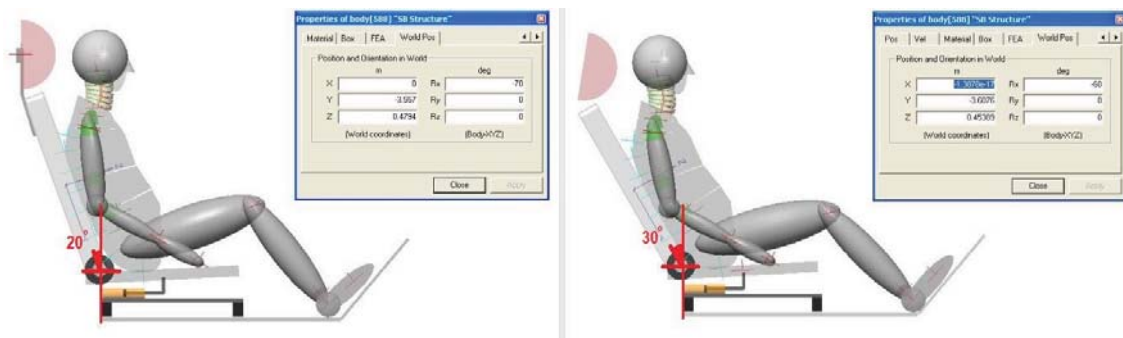 Properties of body[588] "SB Structure"
Material Box FEA World Pos
Position and Orientation in World
m deg
X 0 Rx -70
Y -3.557 Ry 0
Z 0.4794 Rz 0
(World coordinates) (Body-XYZ)
Close Apply
20°
Properties of body[588] "SB Structure"
Pos Vel Material Box FEA World Pos
Position and Orientation in World
m deg
X Rx -60
Y -3.6076 Ry 0
Z 0.45389 Rz 0
(World coordinates) (Body-XYZ)
Close Apply
30°